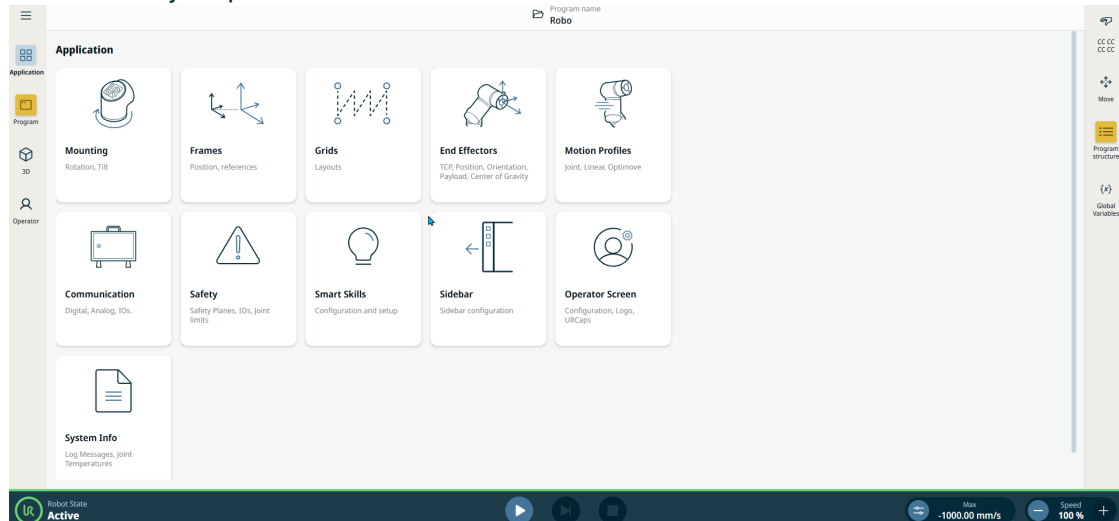 Program name
Robo
Application
Application
Program
3D
Operator
Mounting
Rotation, Tilt
Frames
Position, references
Grids
Layouts
End Effectors
TCP, Position, Orientation,
Payload, Center of Gravity
Motion Profiles
Joint, Linear, Optimove
Communication
Digital, Analog, IOs.
Safety
Safety Planes, IOs, Joint
limits
Smart Skills
Configuration and setup
Sidebar
Sidebar configuration
Operator Screen
Configuration, Logo,
URCaps
System Info
Log Messages, Joint
Temperatures
CC CC
CC CC
Move
Program
structure
{x}
Global
Variables
UR
Robot State
Active
Max
-1000.00 mm/s
Speed
100 %